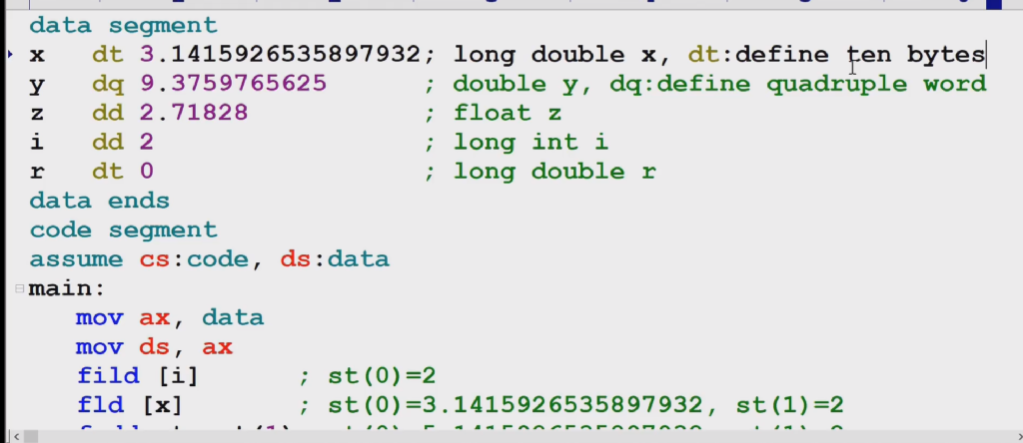 data segment
x dt 3.1415926535897932; long double x, dt:define ten bytes
y dq 9.3759765625 ; double y, dq:define quadruple word
z dd 2.71828 ; float z
i dd 2 ; long int i
r dt 0 ; long double r
data ends
code segment
assume cs:code, ds:data
main:
mov ax, data
mov ds, ax
fild [i] ; st(0)=2
fld [x] ; st(0)=3.1415926535897932, st(1)=2